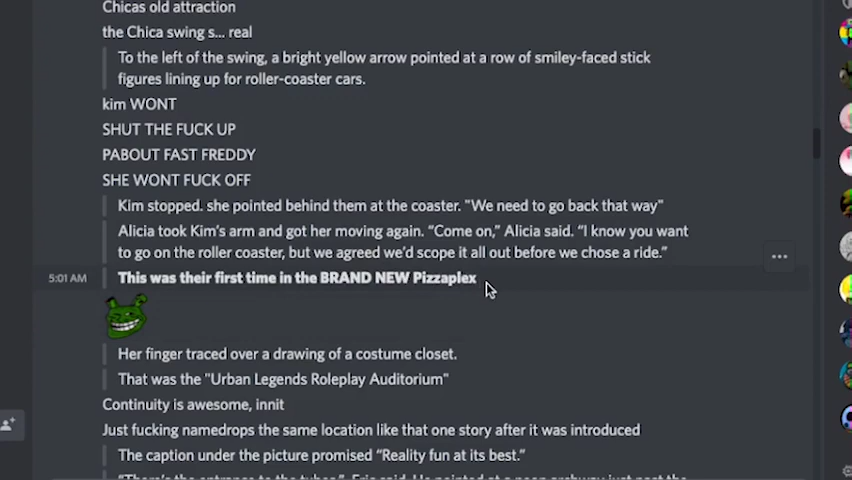 Chicas old attraction
the Chica swing s... real
To the left of the swing, a bright yellow arrow pointed at a row of smiley-faced stick
figures lining up for roller-coaster cars.
kim WONT
SHUT THE FUCK UP
PABOUT FAST FREDDY
SHE WONT FUCK OFF
Kim stopped. she pointed behind them at the coaster. "We need to go back that way"
Alicia took Kim's arm and got her moving again. “Come on,” Alicia said. “I know you want
to go on the roller coaster, but we agreed we’d scope it all out before we chose a ride.”
5:01 AM This was their first time in the BRAND NEW Pizzaplex
Her finger traced over a drawing of a costume closet.
That was the "Urban Legends Roleplay Auditorium"
Continuity is awesome, innit
Just fucking namedrops the same location like that one story after it was introduced
The caption under the picture promised “Reality fun at its best.“